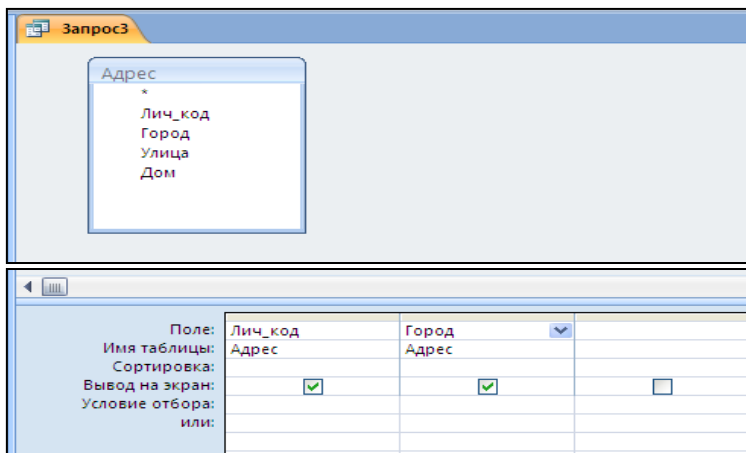 Запрос3
Адрес
*
Лич_код
Город
Улица
Дом
Поле: Лич_код Город
Имя таблицы: Адрес Адрес
Сортировка:
Вывод на экран:
Условие отбора:
или: